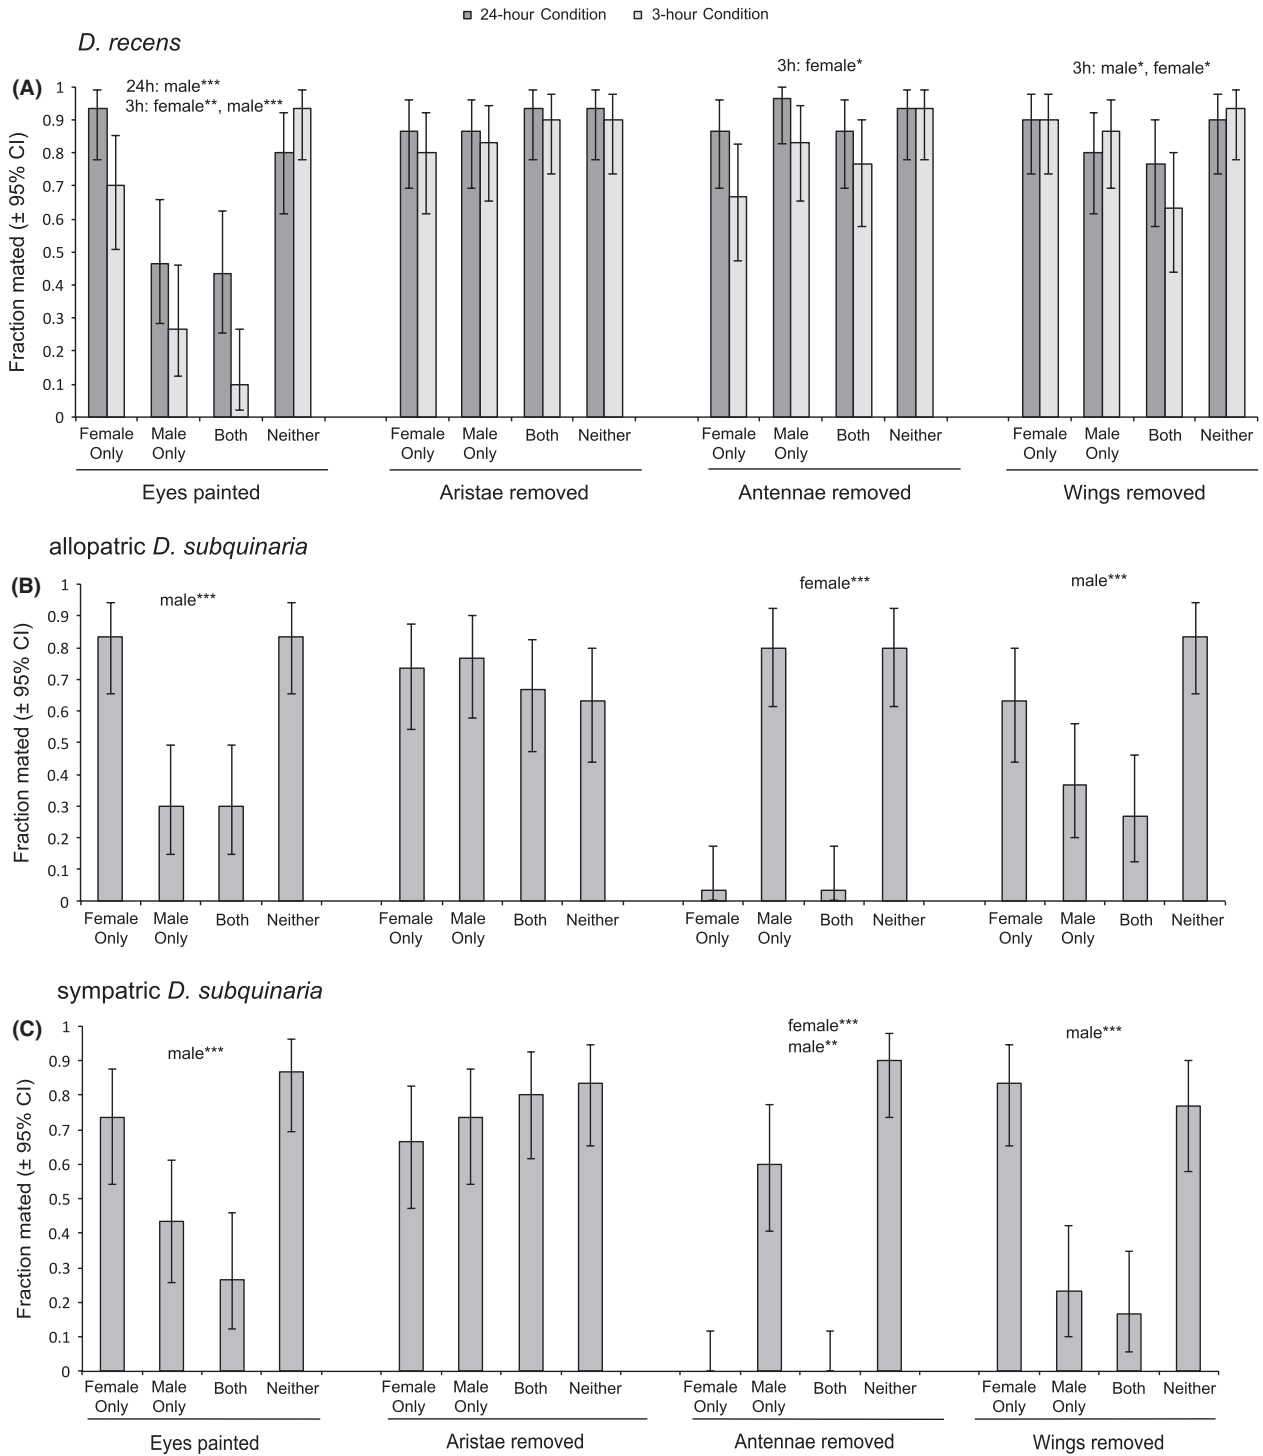 24-hour Condition 3-hour Condition
D. recens
(A)
24h: male***
3h: female**, male***
3h: female*
3h: male*, female*
Fraction mated (± 95% CI)
1
0.9
0.8
0.7
0.6
0.5
0.4
0.3
0.2
0.1
0
Female Only Male Only Both Neither
Female Only Male Only Both Neither
Female Only Male Only Both Neither
Female Only Male Only Both Neither
Eyes painted Aristae removed Antennae removed Wings removed
allopatric D. subquinaria
(B)
male***
female***
male***
Fraction mated (± 95% CI)
1
0.9
0.8
0.7
0.6
0.5
0.4
0.3
0.2
0.1
0
Female Only Male Only Both Neither
Female Only Male Only Both Neither
Female Only Male Only Both Neither
Female Only Male Only Both Neither
sympatric D. subquinaria
(C)
male***
female***
male**
male***
Fraction mated (± 95% CI)
1
0.9
0.8
0.7
0.6
0.5
0.4
0.3
0.2
0.1
0
Female Only Male Only Both Neither
Female Only Male Only Both Neither
Female Only Male Only Both Neither
Female Only Male Only Both Neither
Eyes painted Aristae removed Antennae removed Wings removed